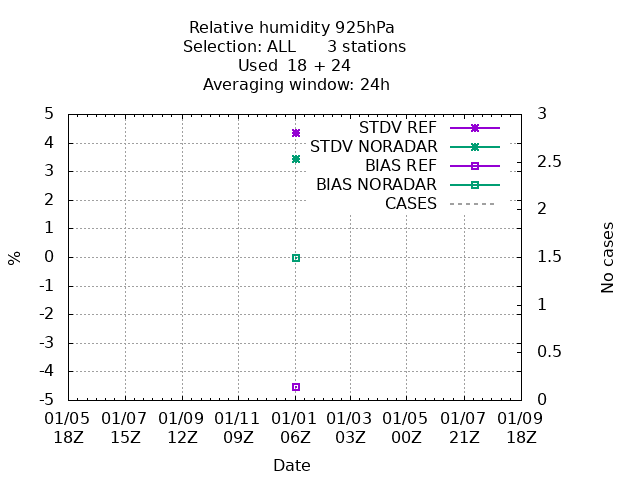 Relative humidity 925hPa
Selection: ALL      3 stations
Used  18 + 24
Averaging window: 24h
STDV REF
STDV NORADAR
BIAS REF
BIAS NORADAR
CASES
5
4
3
2
1
0
-1
-2
-3
-4
-5
%
3
2.5
2
1.5
1
0.5
0
No cases
01/05 01/07 01/09 01/11 01/01 01/03 01/05 01/07 01/09
18Z 15Z 12Z 09Z 06Z 03Z 00Z 21Z 18Z
Date